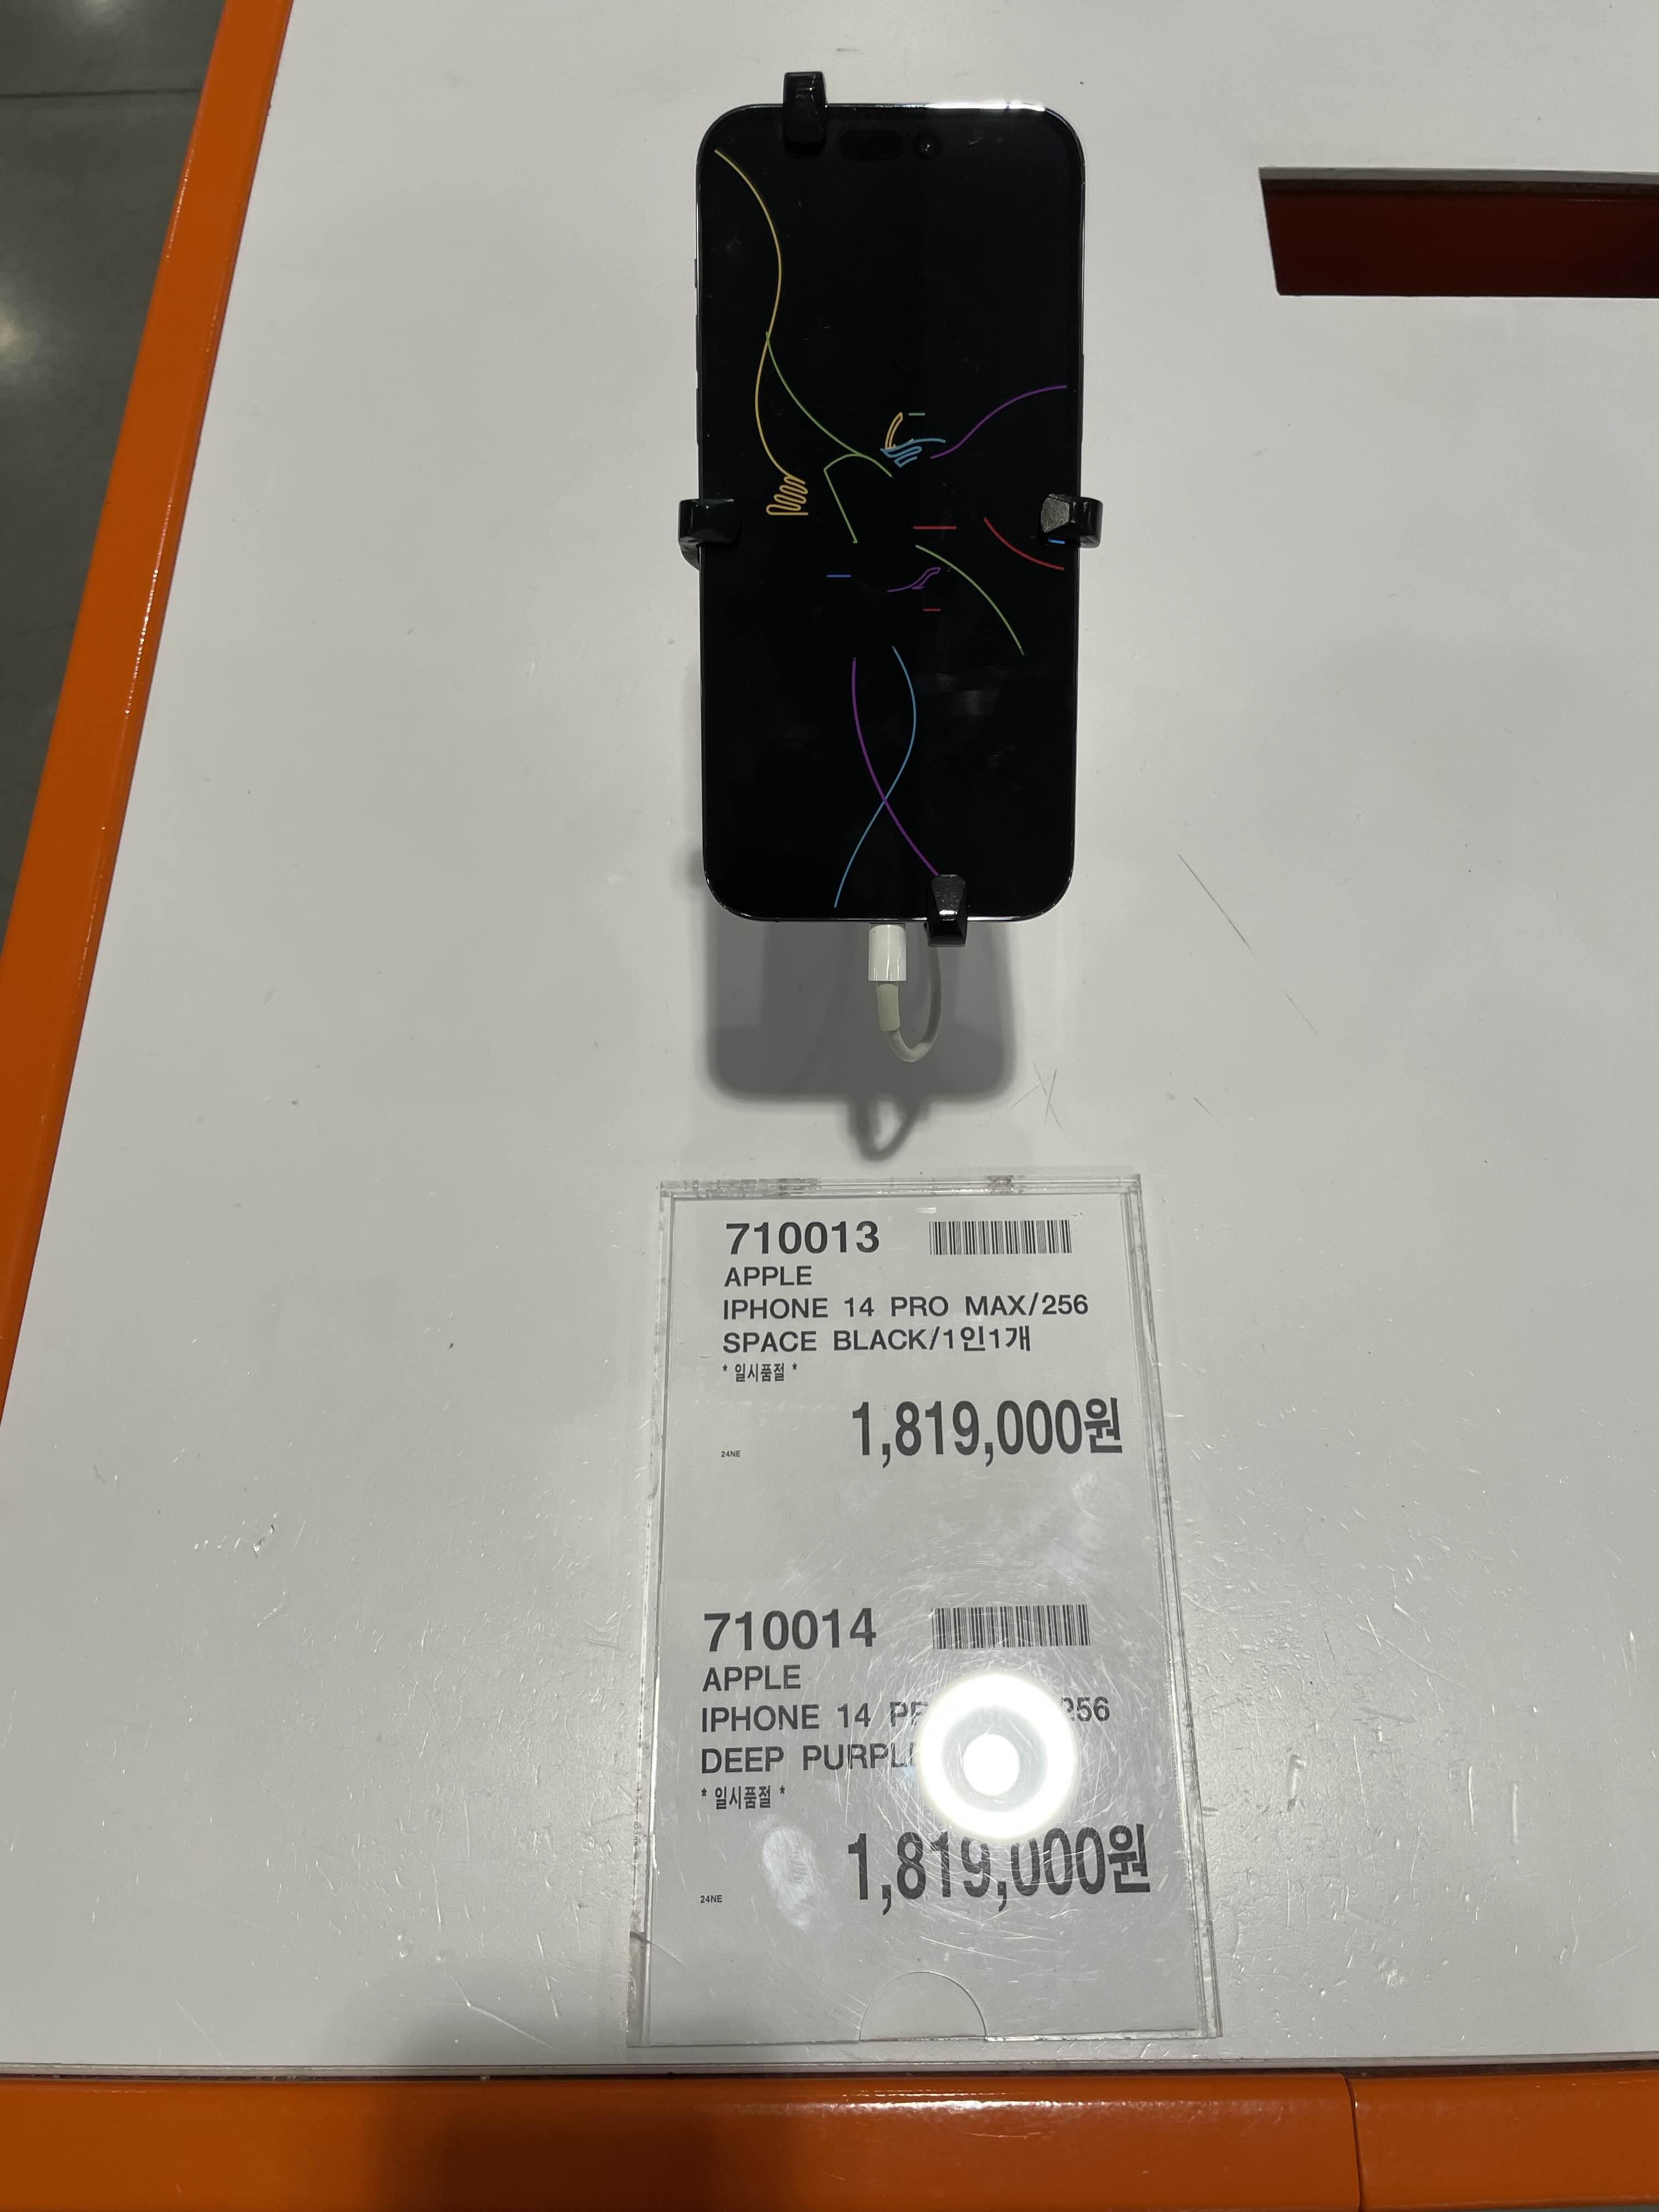 710013
APPLE
IPHONE 14 PRO MAX/256
SPACE BLACK/1인1개
* 일시품절 *
1,819,000원
24NE
710014
APPLE
IPHONE 14 256
DEEP
* 일시품절 *
1,819,000원
24NE